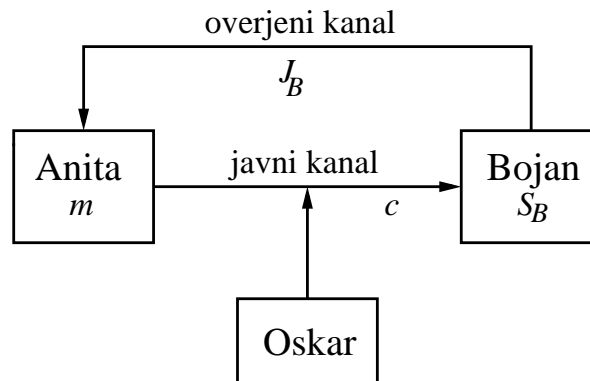 overjeni kanal
J_B
Anita
m
javni kanal
c
Bojan
S_B
Oskar